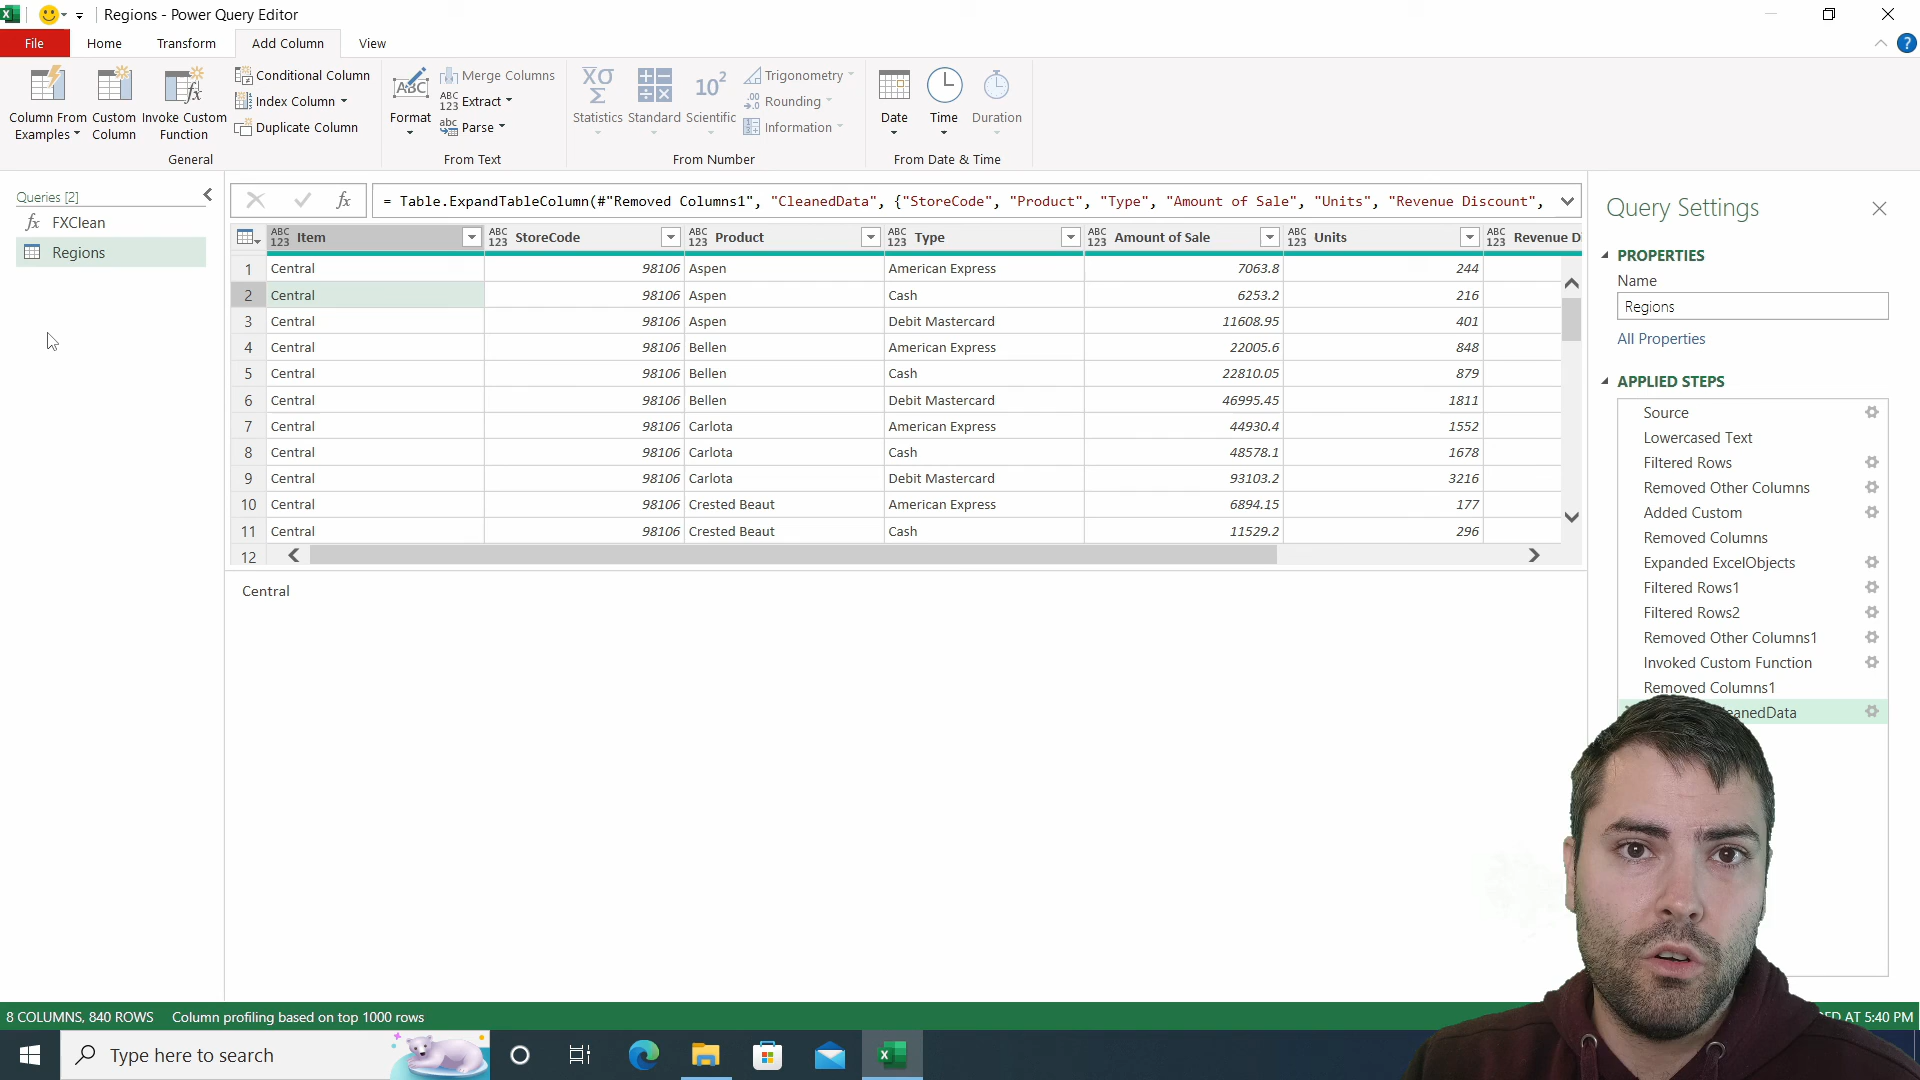 Regions - Power Query Editor
File Home Transform Add Column View
Column From Examples
Custom Column
Invoke Custom Function
Conditional Column
Index Column
Duplicate Column
General
Format
Merge Columns
Extract
Parse
From Text
Statistics
Standard
Scientific
Trigonometry
Rounding
Information
From Number
Date
Time
Duration
From Date & Time
Queries [2]
FXClean
Regions
= Table.ExpandTableColumn(#"Removed Columns1", "CleanedData", {"StoreCode", "Product", "Type", "Amount of Sale", "Units", "Revenue Discount",
Item StoreCode Product Type Amount of Sale Units Revenue D
1 Central 98106 Aspen American Express 7063.8 244
2 Central 98106 Aspen Cash 6253.2 216
3 Central 98106 Aspen Debit Mastercard 11608.95 401
4 Central 98106 Bellen American Express 22005.6 848
5 Central 98106 Bellen Cash 22810.05 879
6 Central 98106 Bellen Debit Mastercard 46995.45 1811
7 Central 98106 Carlota American Express 44930.4 1552
8 Central 98106 Carlota Cash 48578.1 1678
9 Central 98106 Carlota Debit Mastercard 93103.2 3216
10 Central 98106 Crested Beaut American Express 6894.15 177
11 Central 98106 Crested Beaut Cash 11529.2 296
12
Central
Query Settings
PROPERTIES
Name
Regions
All Properties
APPLIED STEPS
Source
Lowercased Text
Filtered Rows
Removed Other Columns
Added Custom
Removed Columns
Expanded ExcelObjects
Filtered Rows1
Filtered Rows2
Removed Other Columns1
Invoked Custom Function
Removed Columns1
eanedData
8 COLUMNS, 840 ROWS Column profiling based on top 1000 rows
ED AT 5:40 PM
Type here to search